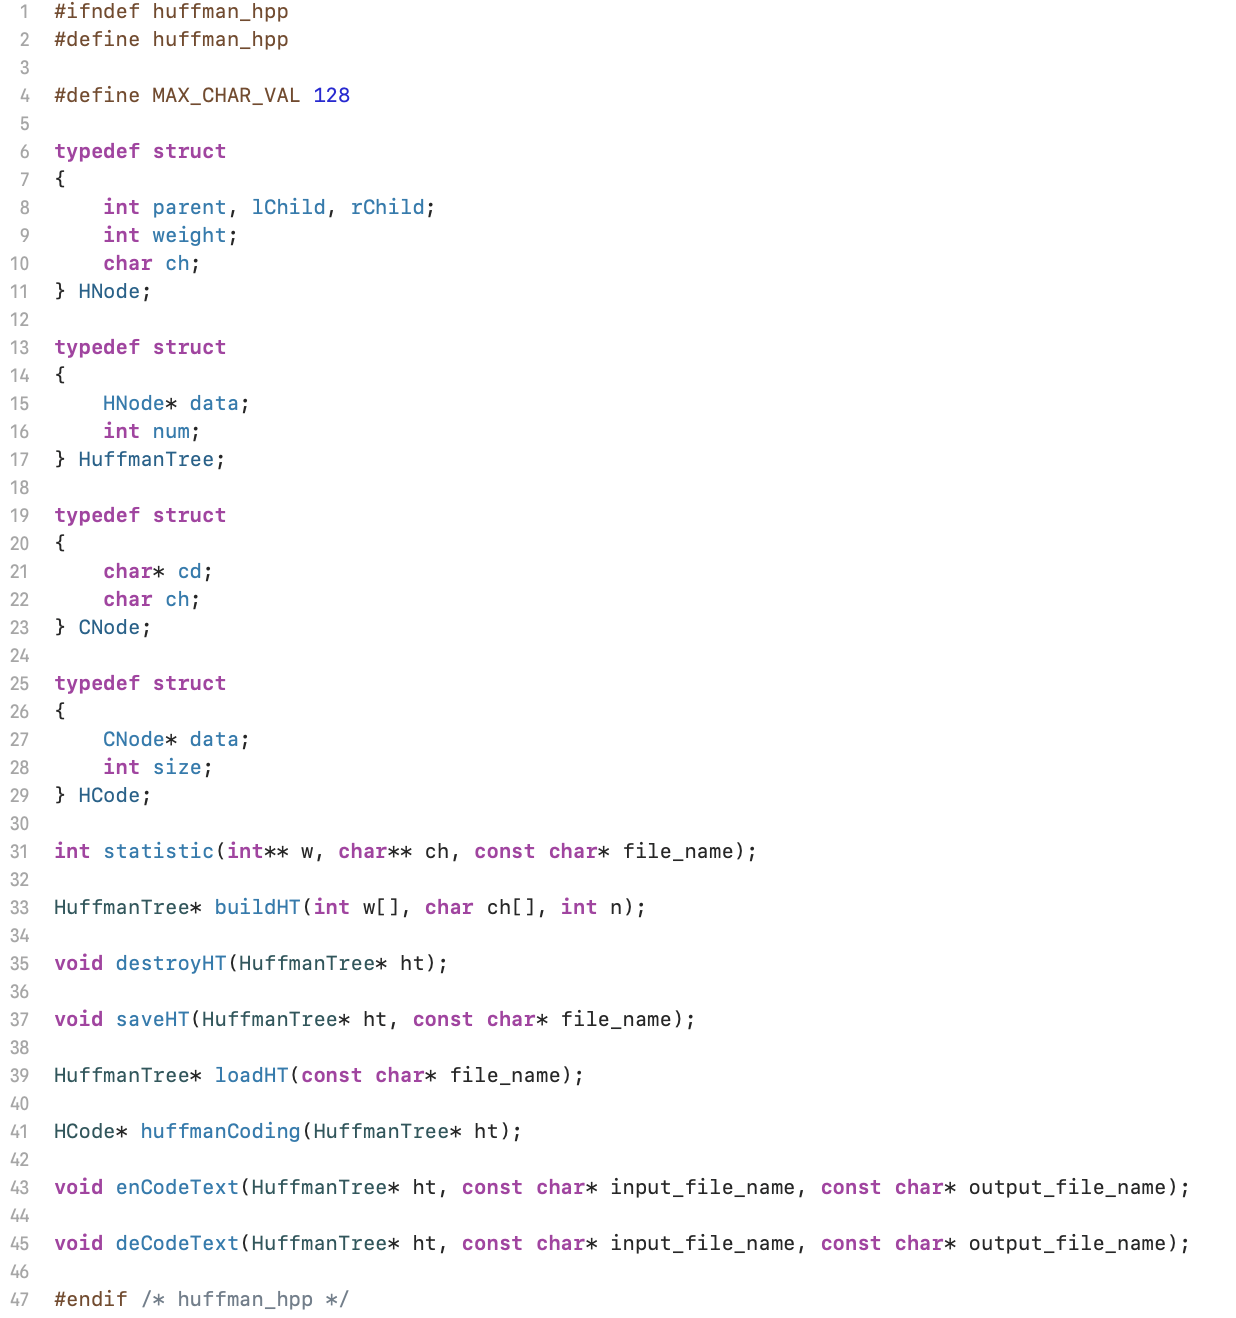 1 #ifndef huffman_hpp
2 #define huffman_hpp
3
4 #define MAX_CHAR_VAL 128
5
6 typedef struct
7 {
8     int parent, lChild, rChild;
9     int weight;
10     char ch;
11 } HNode;
12
13 typedef struct
14 {
15     HNode* data;
16     int num;
17 } HuffmanTree;
18
19 typedef struct
20 {
21     char* cd;
22     char ch;
23 } CNode;
24
25 typedef struct
26 {
27     CNode* data;
28     int size;
29 } HCode;
30
31 int statistic(int** w, char** ch, const char* file_name);
32
33 HuffmanTree* buildHT(int w[], char ch[], int n);
34
35 void destroyHT(HuffmanTree* ht);
36
37 void saveHT(HuffmanTree* ht, const char* file_name);
38
39 HuffmanTree* loadHT(const char* file_name);
40
41 HCode* huffmanCoding(HuffmanTree* ht);
42
43 void enCodeText(HuffmanTree* ht, const char* input_file_name, const char* output_file_name);
44
45 void deCodeText(HuffmanTree* ht, const char* input_file_name, const char* output_file_name);
46
47 #endif /* huffman_hpp */